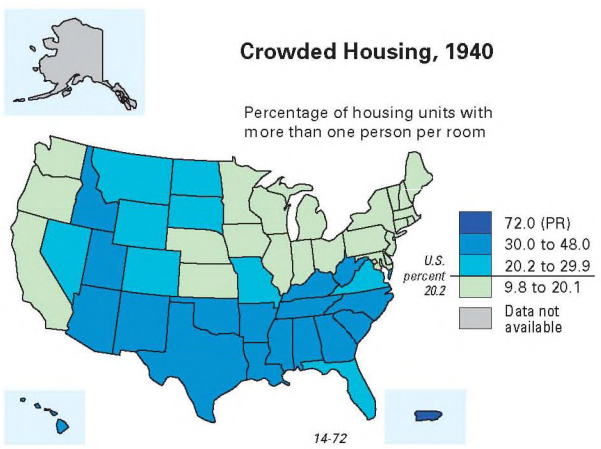 Crowded Housing, 1940
Percentage of housing units with
more than one person per room
U.S.
percent
20.2
72.0 (PR)
30.0 to 48.0
20.2 to 29.9
9.8 to 20.1
Data not
available
14-72